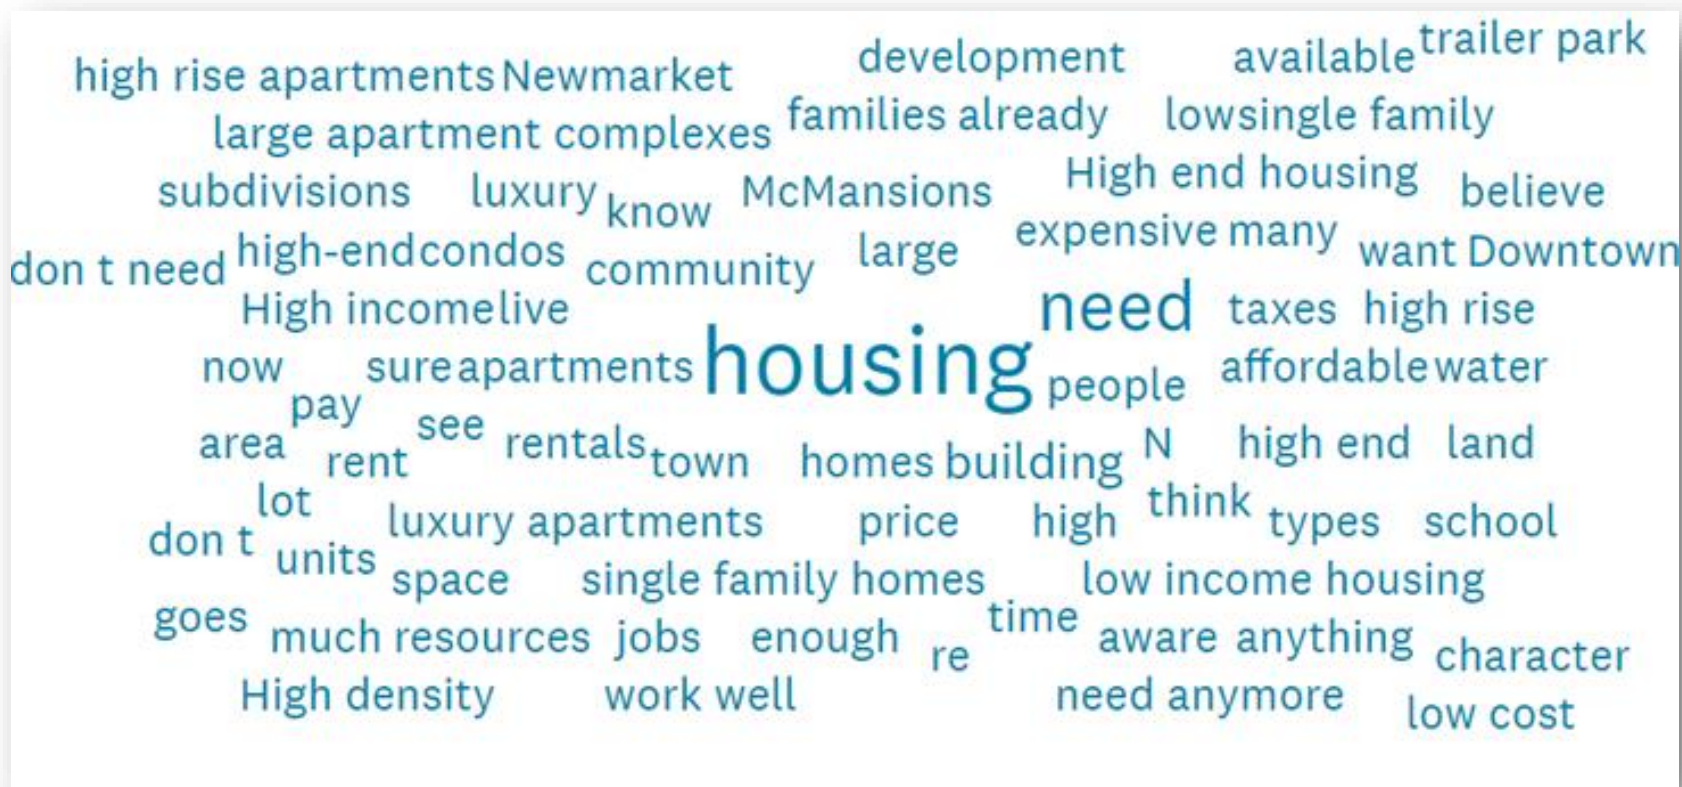 high rise apartments Newmarket development available trailer park
large apartment complexes families already low single family
subdivisions luxury know McMansions High end housing believe
don t need high-end condos community large expensive many want Downtown
High income live need taxes high rise
now sure apartments housing people affordable water
pay
area rent see rentals town homes building N high end land
lot luxury apartments price high think types school
don t units space single family homes low income housing
goes much resources jobs enough re time aware anything character
High density work well need anymore low cost